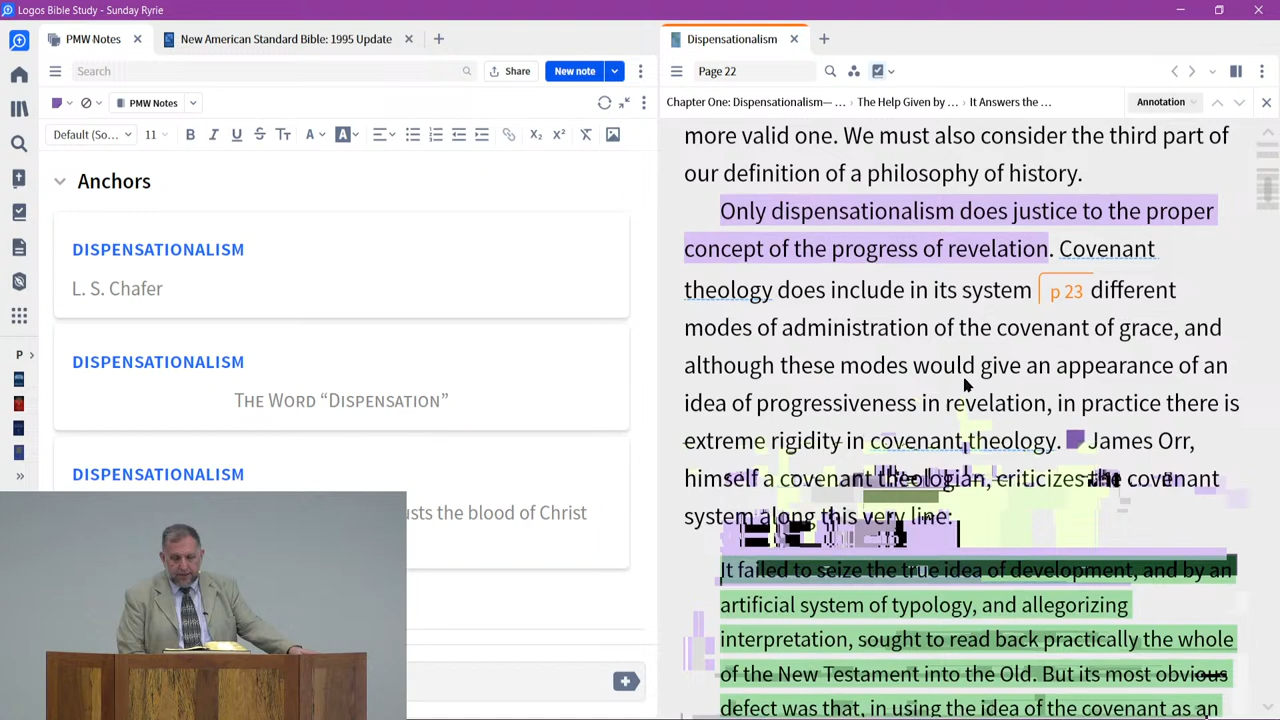 Logos Bible Study - Sunday Ryrie
PMW Notes
New American Standard Bible: 1995 Update
Dispensationalism
Search
Share
New note
Page 22
PMW Notes
Chapter One: Dispensationalism— ... › The Help Given by ... › It Answers the ...
Annotation
Default (So...
11
Anchors
DISPENSATIONALISM
L. S. Chafer
DISPENSATIONALISM
THE WORD “DISPENSATION”
DISPENSATIONALISM
usts the blood of Christ
P
more valid one. We must also consider the third part of
our definition of a philosophy of history.
Only dispensationalism does justice to the proper
concept of the progress of revelation. Covenant
theology does include in its system p 23 different
modes of administration of the covenant of grace, and
although these modes would give an appearance of an
idea of progressiveness in revelation, in practice there is
extreme rigidity in covenant theology. James Orr,
himself a covenant theologian, criticizes the covenant
system along this very line:
It failed to seize the true idea of development, and by an
artificial system of typology, and allegorizing
interpretation, sought to read back practically the whole
of the New Testament into the Old. But its most obvious
defect was that, in using the idea of the covenant as an